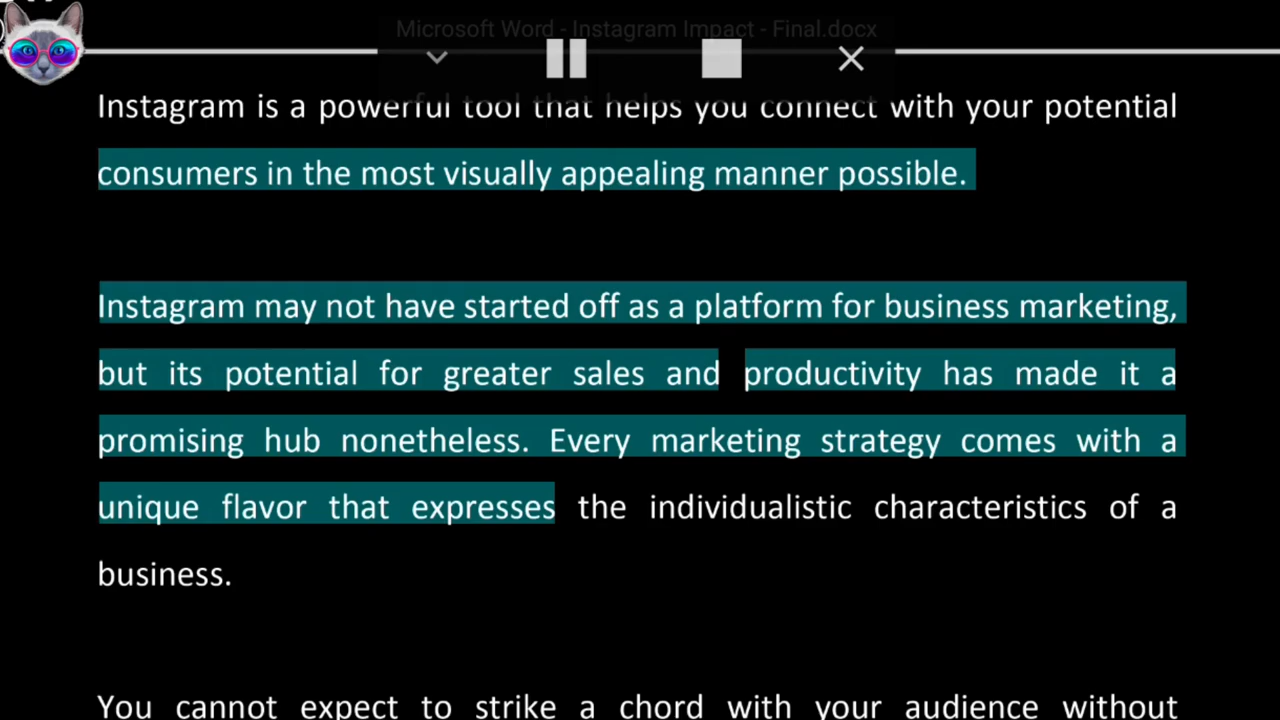 Microsoft Word - Instagram Impact - Final.docx
Instagram is a powerful tool that helps you connect with your potential
consumers in the most visually appealing manner possible.
Instagram may not have started off as a platform for business marketing,
but its potential for greater sales and productivity has made it a
promising hub nonetheless. Every marketing strategy comes with a
unique flavor that expresses the individualistic characteristics of a
business.
You cannot expect to strike a chord with your audience without